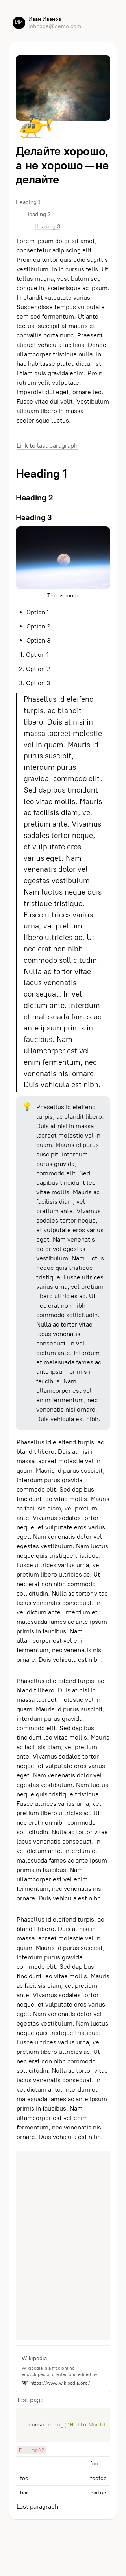 ИИ
Иван Иванов
johndoe@demo.com
Делайте хорошо,
а не хорошо — не
делайте
Heading 1
Heading 2
Heading 3
Lorem ipsum dolor sit amet,
consectetur adipiscing elit.
Proin eu tortor quis odio sagittis
vestibulum. In in cursus felis. Ut
tellus magna, vestibulum vel
congue in, scelerisque ac ipsum.
In blandit vulputate varius.
Suspendisse tempus vulputate
sem sed fermentum. Ut ante
lectus, suscipit at mauris et,
convallis porta nunc. Praesent
aliquet vehicula facilisis. Donec
ullamcorper tristique nulla. In
hac habitasse platea dictumst.
Etiam quis gravida enim. Proin
rutrum velit vulputate,
imperdiet dui eget, ornare leo.
Fusce vitae dui velit. Vestibulum
aliquam libero in massa
scelerisque luctus.
Link to last paragraph
Heading 1
Heading 2
Heading 3
This is moon
Option 1
Option 2
Option 3
1. Option 1
2. Option 2
3. Option 3
Phasellus id eleifend
turpis, ac blandit
libero. Duis at nisi in
massa laoreet molestie
vel in quam. Mauris id
purus suscipit,
interdum purus
gravida, commodo elit.
Sed dapibus tincidunt
leo vitae mollis. Mauris
ac facilisis diam, vel
pretium ante. Vivamus
sodales tortor neque,
et vulputate eros
varius eget. Nam
venenatis dolor vel
egestas vestibulum.
Nam luctus neque quis
tristique tristique.
Fusce ultrices varius
urna, vel pretium
libero ultricies ac. Ut
nec erat non nibh
commodo sollicitudin.
Nulla ac tortor vitae
lacus venenatis
consequat. In vel
dictum ante. Interdum
et malesuada fames ac
ante ipsum primis in
faucibus. Nam
ullamcorper est vel
enim fermentum, nec
venenatis nisi ornare.
Duis vehicula est nibh.
Phasellus id eleifend
turpis, ac blandit libero.
Duis at nisi in massa
laoreet molestie vel in
quam. Mauris id purus
suscipit, interdum
purus gravida,
commodo elit. Sed
dapibus tincidunt leo
vitae mollis. Mauris ac
facilisis diam, vel
pretium ante. Vivamus
sodales tortor neque,
et vulputate eros varius
eget. Nam venenatis
dolor vel egestas
vestibulum. Nam luctus
neque quis tristique
tristique. Fusce ultrices
varius urna, vel pretium
libero ultricies ac. Ut
nec erat non nibh
commodo sollicitudin.
Nulla ac tortor vitae
lacus venenatis
consequat. In vel
dictum ante. Interdum
et malesuada fames ac
ante ipsum primis in
faucibus. Nam
ullamcorper est vel
enim fermentum, nec
venenatis nisi ornare.
Duis vehicula est nibh.
Phasellus id eleifend turpis, ac
blandit libero. Duis at nisi in
massa laoreet molestie vel in
quam. Mauris id purus suscipit,
interdum purus gravida,
commodo elit. Sed dapibus
tincidunt leo vitae mollis. Mauris
ac facilisis diam, vel pretium
ante. Vivamus sodales tortor
neque, et vulputate eros varius
eget. Nam venenatis dolor vel
egestas vestibulum. Nam luctus
neque quis tristique tristique.
Fusce ultrices varius urna, vel
pretium libero ultricies ac. Ut
nec erat non nibh commodo
sollicitudin. Nulla ac tortor vitae
lacus venenatis consequat. In
vel dictum ante. Interdum et
malesuada fames ac ante ipsum
primis in faucibus. Nam
ullamcorper est vel enim
fermentum, nec venenatis nisi
ornare. Duis vehicula est nibh.
Phasellus id eleifend turpis, ac
blandit libero. Duis at nisi in
massa laoreet molestie vel in
quam. Mauris id purus suscipit,
interdum purus gravida,
commodo elit. Sed dapibus
tincidunt leo vitae mollis. Mauris
ac facilisis diam, vel pretium
ante. Vivamus sodales tortor
neque, et vulputate eros varius
eget. Nam venenatis dolor vel
egestas vestibulum. Nam luctus
neque quis tristique tristique.
Fusce ultrices varius urna, vel
pretium libero ultricies ac. Ut
nec erat non nibh commodo
sollicitudin. Nulla ac tortor vitae
lacus venenatis consequat. In
vel dictum ante. Interdum et
malesuada fames ac ante ipsum
primis in faucibus. Nam
ullamcorper est vel enim
fermentum, nec venenatis nisi
ornare. Duis vehicula est nibh.
Phasellus id eleifend turpis, ac
blandit libero. Duis at nisi in
massa laoreet molestie vel in
quam. Mauris id purus suscipit,
interdum purus gravida,
commodo elit. Sed dapibus
tincidunt leo vitae mollis. Mauris
ac facilisis diam, vel pretium
ante. Vivamus sodales tortor
neque, et vulputate eros varius
eget. Nam venenatis dolor vel
egestas vestibulum. Nam luctus
neque quis tristique tristique.
Fusce ultrices varius urna, vel
pretium libero ultricies ac. Ut
nec erat non nibh commodo
sollicitudin. Nulla ac tortor vitae
lacus venenatis consequat. In
vel dictum ante. Interdum et
malesuada fames ac ante ipsum
primis in faucibus. Nam
ullamcorper est vel enim
fermentum, nec venenatis nisi
ornare. Duis vehicula est nibh.
Wikipedia
Wikipedia is a free online
encyclopedia, created and edited by
W https://www.wikipedia.org/
Test page
console.log('Hello World!'
E = mc^2
foo
foo foofoo
bar barfoo
Last paragraph